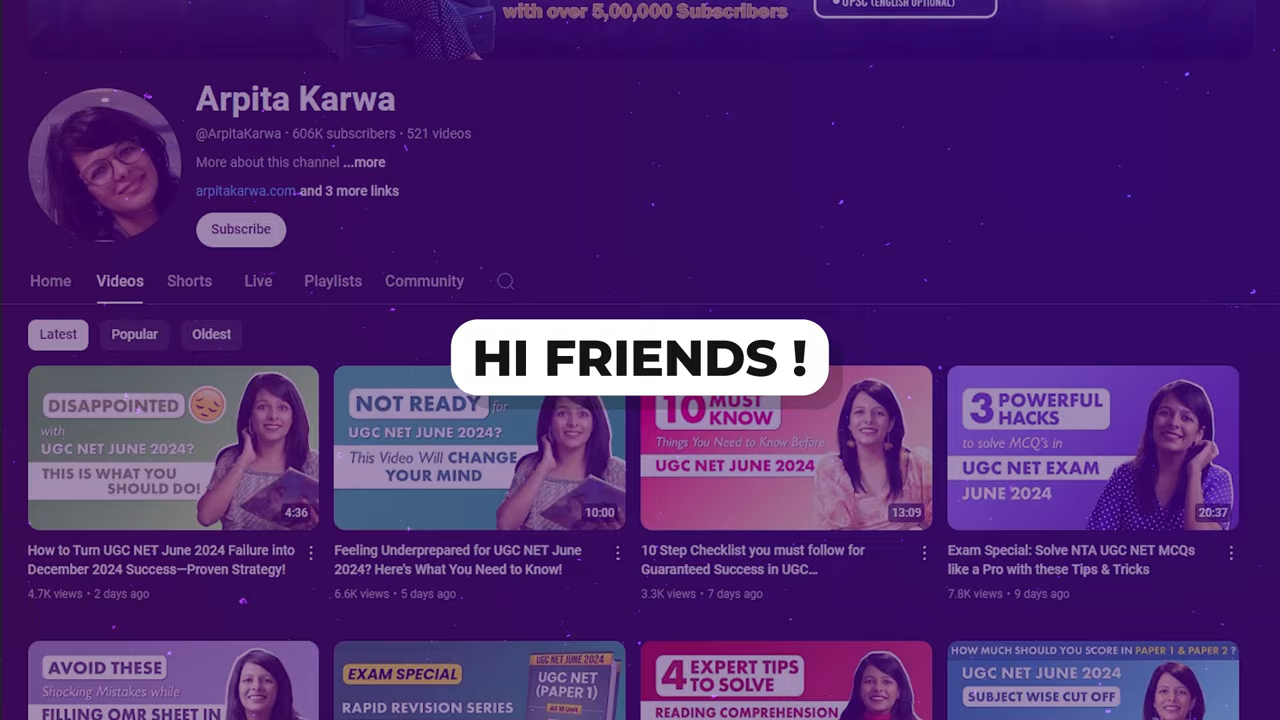 with over 5,00,000 Subscribers
UPSC (ENGLISH OPTIONAL)
Arpita Karwa
@ArpitaKarwa · 606K subscribers · 521 videos
More about this channel ...more
arpitakarwa.com and 3 more links
Subscribe
Home Videos Shorts Live Playlists Community
Latest Popular Oldest
HI FRIENDS !
DISAPPOINTED
with
UGC NET JUNE 2024?
THIS IS WHAT YOU
SHOULD DO!
4:36
NOT READY for
UGC NET JUNE 2024?
This Video Will CHANGE
YOUR MIND
10:00
10 MUST
KNOW
Things You Need to Know Before
UGC NET JUNE 2024
13:09
3 POWERFUL
HACKS
to solve MCQ's in
UGC NET EXAM
JUNE 2024
20:37
How to Turn UGC NET June 2024 Failure into
December 2024 Success—Proven Strategy!
4.7K views · 2 days ago
Feeling Underprepared for UGC NET June
2024? Here's What You Need to Know!
6.6K views · 5 days ago
10 Step Checklist you must follow for
Guaranteed Success in UGC...
3.3K views · 7 days ago
Exam Special: Solve NTA UGC NET MCQs
like a Pro with these Tips & Tricks
7.8K views · 9 days ago
AVOID THESE
Shocking Mistakes while
FILLING OMR SHEET IN
EXAM SPECIAL
RAPID REVISION SERIES
UGC NET JUNE 2024
UGC NET
(PAPER 1)
All 10 Unit
4 EXPERT TIPS
TO SOLVE
READING COMPREHENSION
HOW MUCH SHOULD YOU SCORE IN PAPER 1 & PAPER 2 ?
UGC NET JUNE 2024
SUBJECT WISE CUT OFF